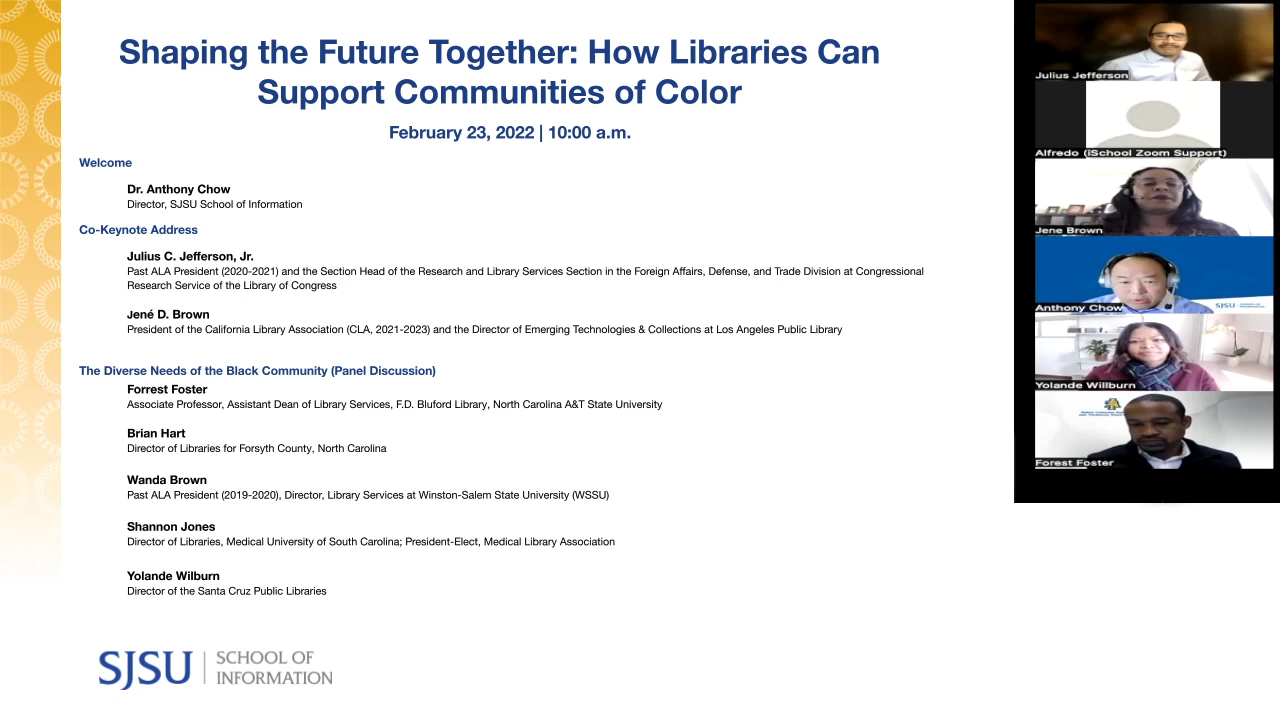 Shaping the Future Together: How Libraries Can
Support Communities of Color
February 23, 2022 | 10:00 a.m.
Welcome
Dr. Anthony Chow
Director, SJSU School of Information
Co-Keynote Address
Julius C. Jefferson, Jr.
Past ALA President (2020-2021) and the Section Head of the Research and Library Services Section in the Foreign Affairs, Defense, and Trade Division at Congressional
Research Service of the Library of Congress
Jené D. Brown
President of the California Library Association (CLA, 2021-2023) and the Director of Emerging Technologies & Collections at Los Angeles Public Library
The Diverse Needs of the Black Community (Panel Discussion)
Forrest Foster
Associate Professor, Assistant Dean of Library Services, F.D. Bluford Library, North Carolina A&T State University
Brian Hart
Director of Libraries for Forsyth County, North Carolina
Wanda Brown
Past ALA President (2019-2020), Director, Library Services at Winston-Salem State University (WSSU)
Shannon Jones
Director of Libraries, Medical University of South Carolina; President-Elect, Medical Library Association
Yolande Wilburn
Director of the Santa Cruz Public Libraries
SJSU
SCHOOL OF
INFORMATION
Julius Jefferson
Alfredo (iSchool Zoom Support)
Jene Brown
Anthony Chow
SJSU
SCHOOL OF
INFORMATION
Yolande Willburn
Forest Foster